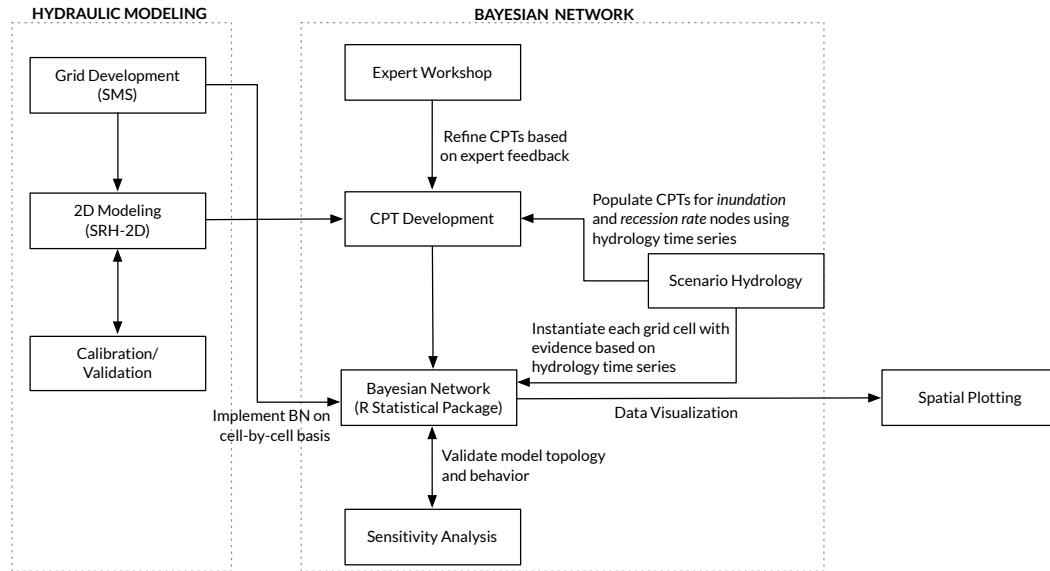 HYDRAULIC MODELING
BAYESIAN NETWORK
Grid Development
(SMS)
Expert Workshop
Refine CPTs based
on expert feedback
2D Modeling
(SRH-2D)
CPT Development
Populate CPTs for inundation
and recession rate nodes using
hydrology time series
Scenario Hydrology
Instantiate each grid cell with
evidence based on
hydrology time series
Calibration/
Validation
Implement BN on
cell-by-cell basis
Bayesian Network
(R Statistical Package)
Data Visualization
Spatial Plotting
Validate model topology
and behavior
Sensitivity Analysis